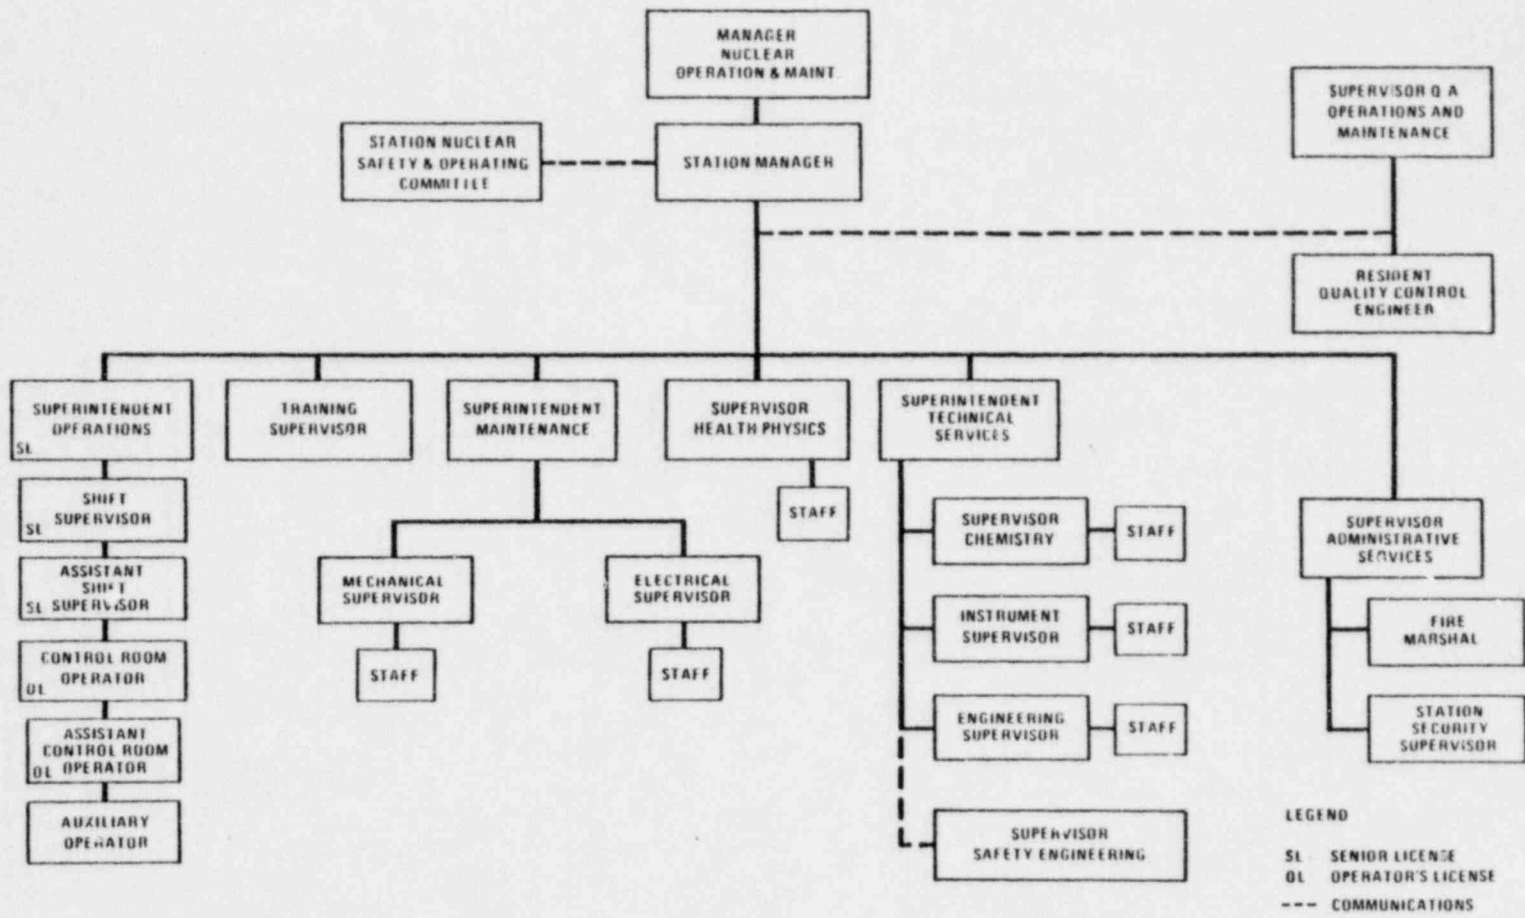 MANAGER
NUCLEAR
OPERATION & MAINT.
SUPERVISOR Q A
OPERATIONS AND
MAINTENANCE
STATION NUCLEAR
SAFETY & OPERATING
COMMITTEE
STATION MANAGER
RESIDENT
QUALITY CONTROL
ENGINEER
SUPERINTENDENT
OPERATIONS
SL
TRAINING
SUPERVISOR
SUPERINTENDENT
MAINTENANCE
SUPERVISOR
HEALTH PHYSICS
SUPERINTENDENT
TECHNICAL
SERVICES
SHIFT
SUPERVISOR
SL
STAFF
SUPERVISOR
CHEMISTRY
STAFF
SUPERVISOR
ADMINISTRATIVE
SERVICES
ASSISTANT
SHIFT
SL SUPERVISOR
MECHANICAL
SUPERVISOR
ELECTRICAL
SUPERVISOR
INSTRUMENT
SUPERVISOR
STAFF
FIRE
MARSHAL
CONTROL ROOM
OPERATOR
OL
STAFF
STAFF
ENGINEERING
SUPERVISOR
STAFF
STATION
SECURITY
SUPERVISOR
ASSISTANT
CONTROL ROOM
OL OPERATOR
AUXILIARY
OPERATOR
SUPERVISOR
SAFETY ENGINEERING
LEGEND
SL SENIOR LICENSE
OL OPERATOR'S LICENSE
--- COMMUNICATIONS